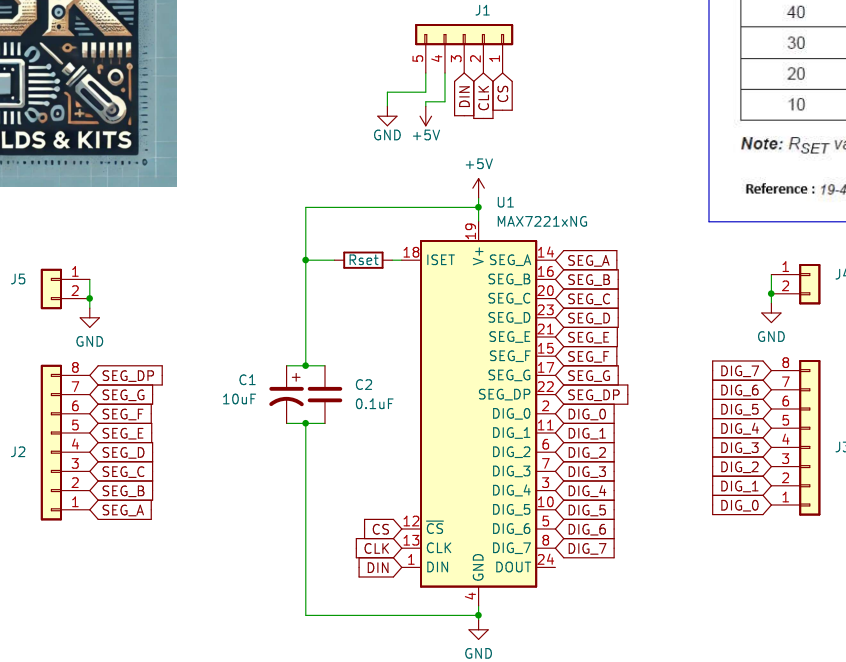 LDS & KITS
J1
5
4
3
2
1
DIN
CLK
CS
GND
+5V
40
30
20
10
Note: RSET va
Reference : 19-4
+5V
U1
MAX7221xNG
19
V+
Rset
18
ISET
SEG_A 14 SEG_A
SEG_B 16 SEG_B
SEG_C 20 SEG_C
SEG_D 23 SEG_D
SEG_E 21 SEG_E
SEG_F 15 SEG_F
SEG_G 17 SEG_G
SEG_DP 22 SEG_DP
DIG_0 2 DIG_0
DIG_1 11 DIG_1
DIG_2 6 DIG_2
DIG_3 7 DIG_3
DIG_4 3 DIG_4
DIG_5 10 DIG_5
CS 12 CS DIG_6 5 DIG_6
CLK 13 CLK DIG_7 8 DIG_7
DIN 1 DIN DOUT 24
GND
4
GND
C1
10uF
+
C2
0.1uF
J5
1
2
GND
J2
8 SEG_DP
7 SEG_G
6 SEG_F
5 SEG_E
4 SEG_D
3 SEG_C
2 SEG_B
1 SEG_A
J4
1
2
GND
J3
DIG_7 8
DIG_6 7
DIG_5 6
DIG_4 5
DIG_3 4
DIG_2 3
DIG_1 2
DIG_0 1